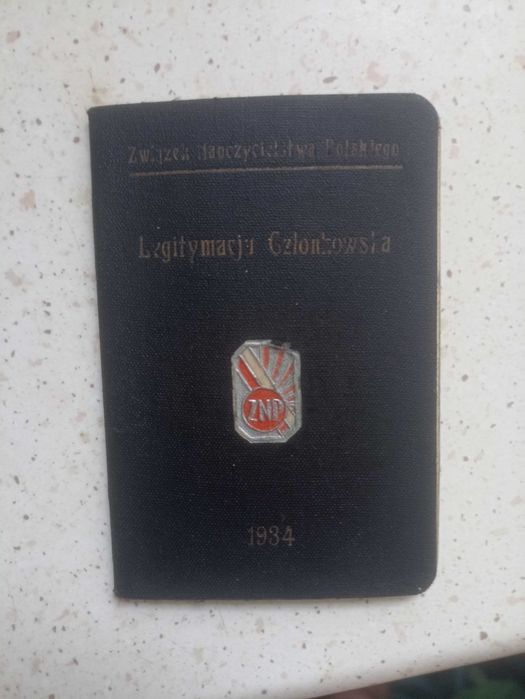 Związek Nauczycielstwa Polskiego
Legitymacja Członkowska
ZNP
1934